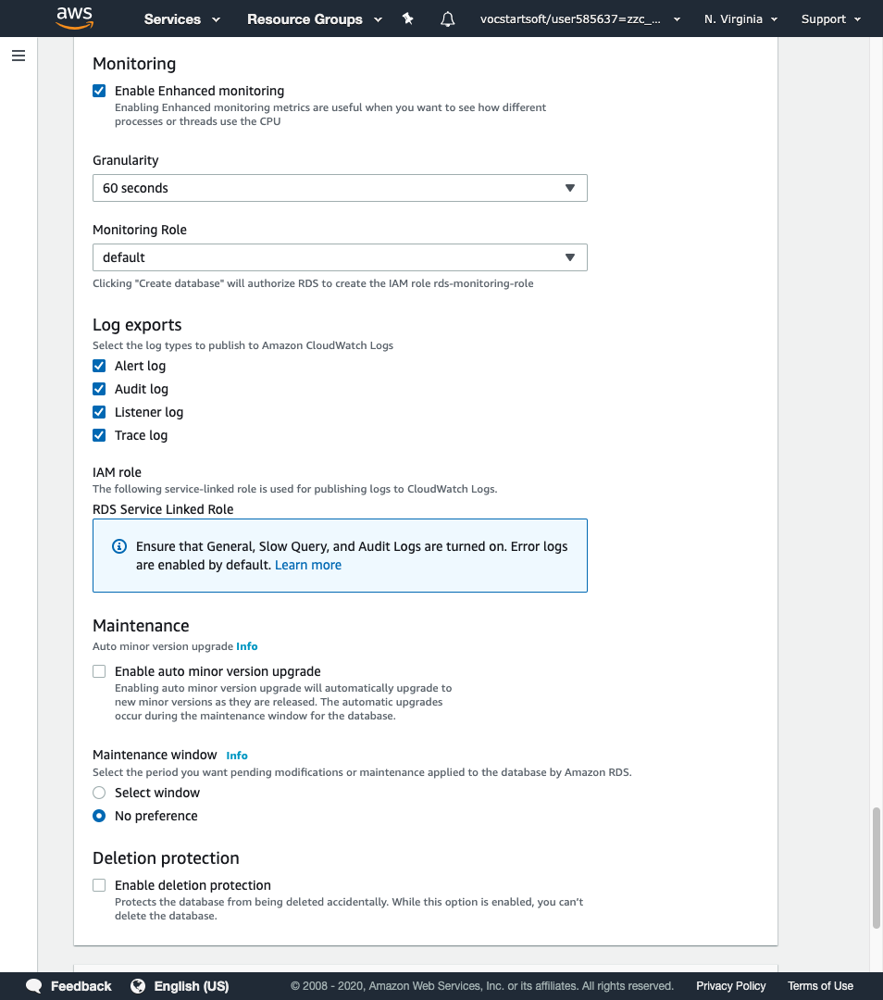 aws Services Resource Groups vocstartsoft/user585637=zzc_... N. Virginia Support
Monitoring
Enable Enhanced monitoring
Enabling Enhanced monitoring metrics are useful when you want to see how different
processes or threads use the CPU
Granularity
60 seconds
Monitoring Role
default
Clicking "Create database" will authorize RDS to create the IAM role rds-monitoring-role
Log exports
Select the log types to publish to Amazon CloudWatch Logs
Alert log
Audit log
Listener log
Trace log
IAM role
The following service-linked role is used for publishing logs to CloudWatch Logs.
RDS Service Linked Role
Ensure that General, Slow Query, and Audit Logs are turned on. Error logs
are enabled by default. Learn more
Maintenance
Auto minor version upgrade Info
Enable auto minor version upgrade
Enabling auto minor version upgrade will automatically upgrade to
new minor versions as they are released. The automatic upgrades
occur during the maintenance window for the database.
Maintenance window Info
Select the period you want pending modifications or maintenance applied to the database by Amazon RDS.
Select window
No preference
Deletion protection
Enable deletion protection
Protects the database from being deleted accidentally. While this option is enabled, you can't
delete the database.
Feedback English (US) © 2008 - 2020, Amazon Web Services, Inc. or its affiliates. All rights reserved. Privacy Policy Terms of Use